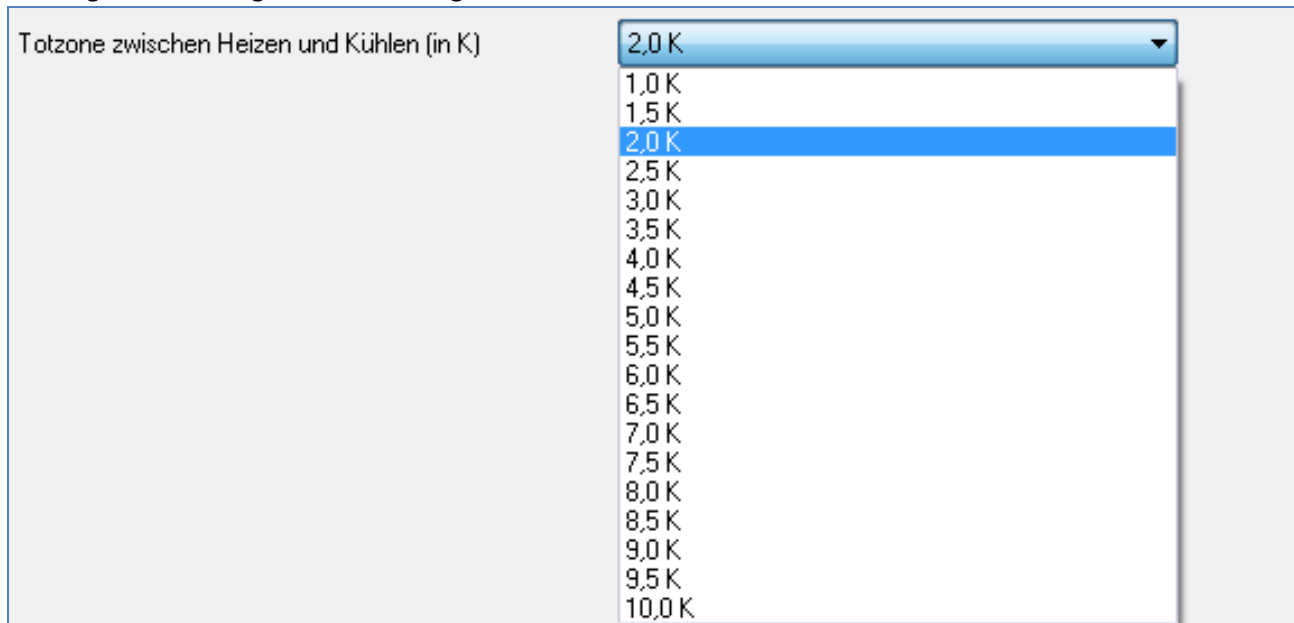 Totzone zwischen Heizen und Kühlen (in K) 2,0 K
1,0 K
1,5 K
2,0 K
2,5 K
3,0 K
3,5 K
4,0 K
4,5 K
5,0 K
5,5 K
6,0 K
6,5 K
7,0 K
7,5 K
8,0 K
8,5 K
9,0 K
9,5 K
10,0 K